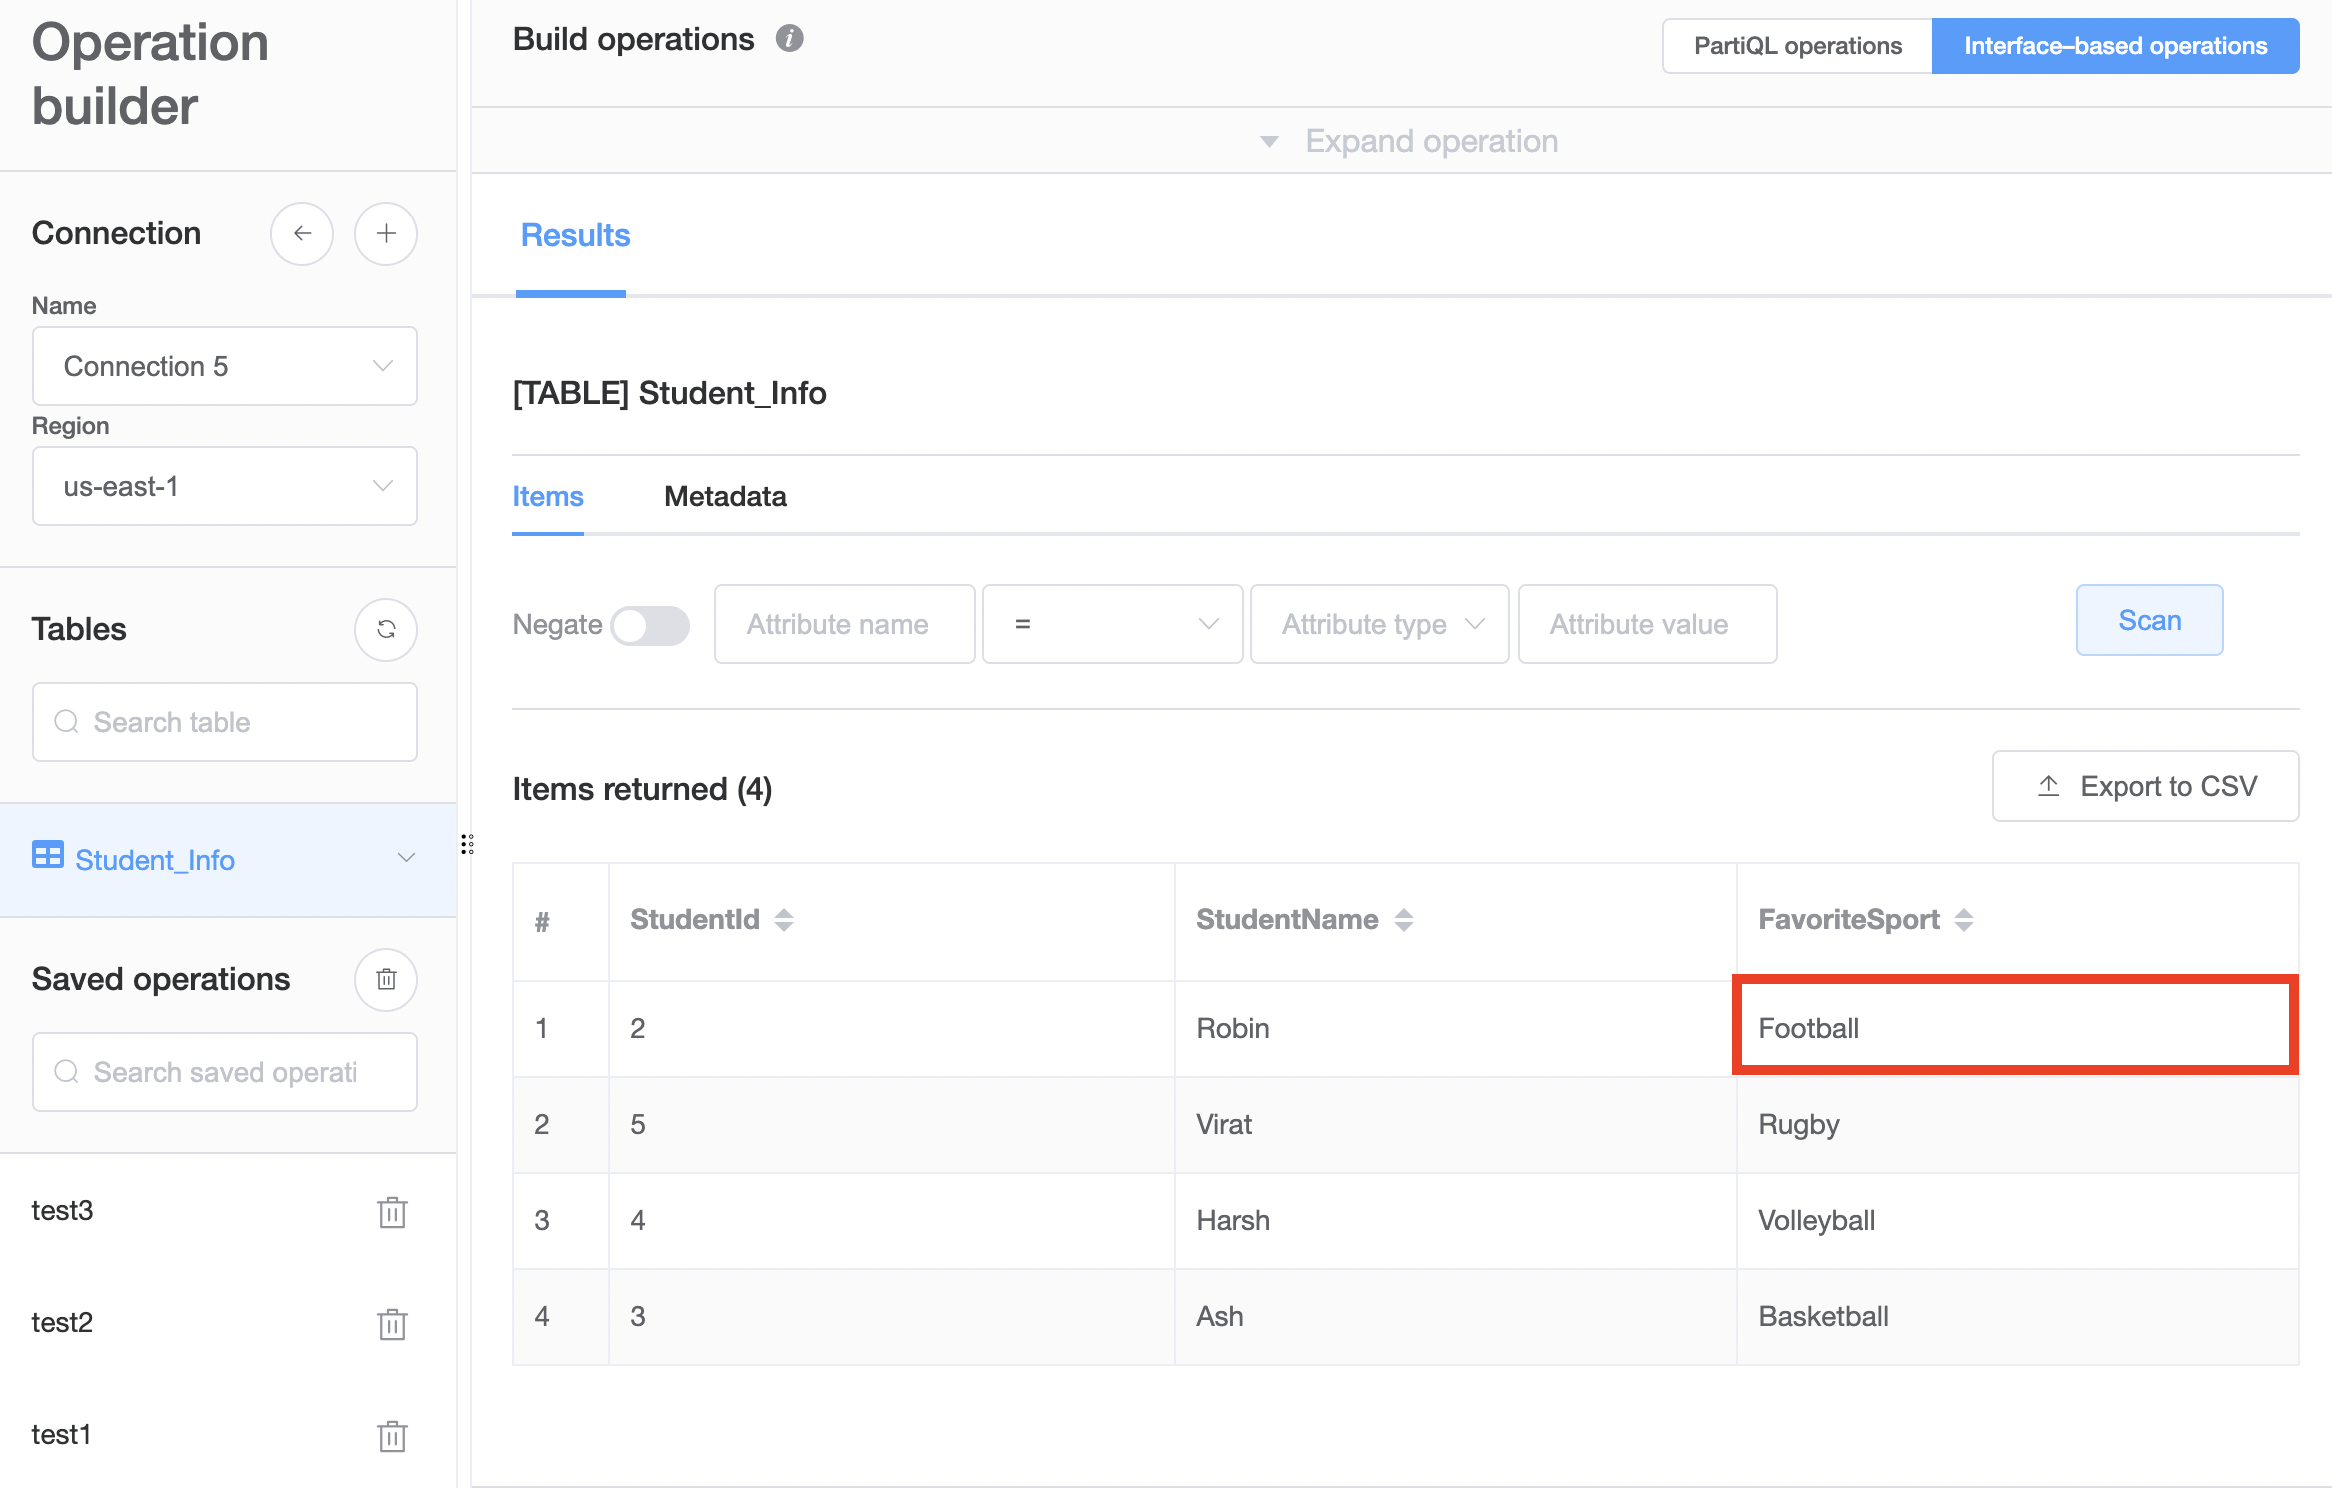 Operation
builder
Connection
Name
Connection 5
Region
us-east-1
Tables
Search table
Student_Info
Saved operations
Search saved operati
test3
test2
test1
Build operations i
PartiQL operations Interface-based operations
Expand operation
Results
[TABLE] Student_Info
Items Metadata
Negate Attribute name = Attribute type Attribute value Scan
Items returned (4) Export to CSV
# StudentId StudentName FavoriteSport
1 2 Robin Football
2 5 Virat Rugby
3 4 Harsh Volleyball
4 3 Ash Basketball